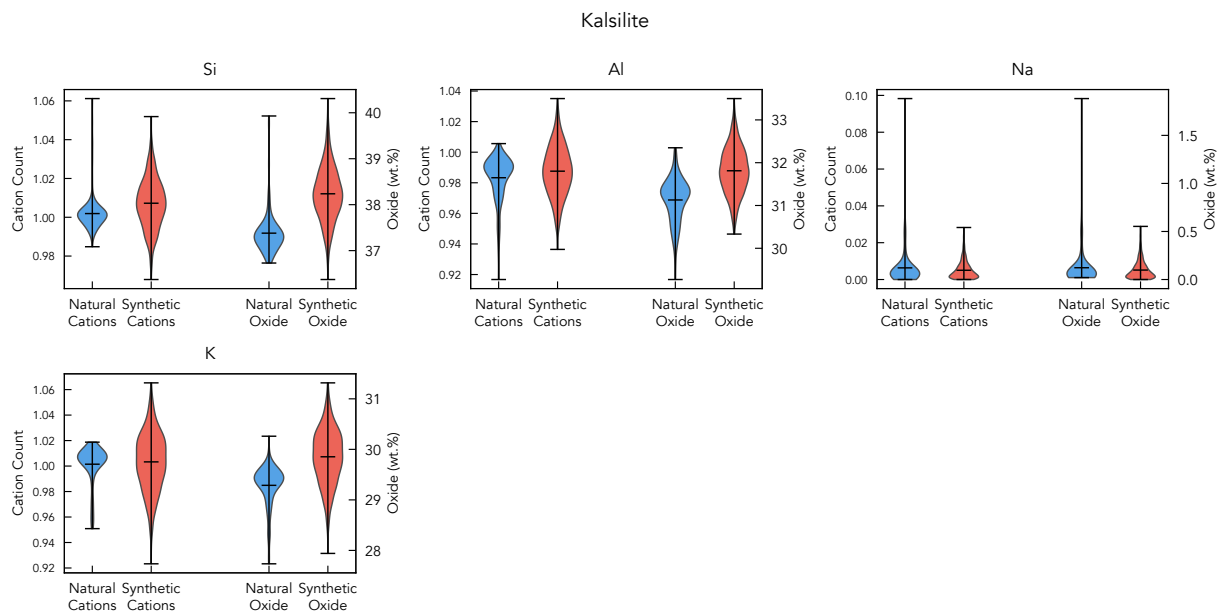 Kalsilite
Si
Al
Na
1.06
1.04
1.02
1.00
0.98
Cation Count
40
39
38
37
Oxide (wt.%)
Natural Cations
Synthetic Cations
Natural Oxide
Synthetic Oxide
1.04
1.02
1.00
0.98
0.96
0.94
0.92
Cation Count
33
32
31
30
Oxide (wt.%)
Natural Cations
Synthetic Cations
Natural Oxide
Synthetic Oxide
0.10
0.08
0.06
0.04
0.02
0.00
Cation Count
1.5
1.0
0.5
0.0
Oxide (wt.%)
Natural Cations
Synthetic Cations
Natural Oxide
Synthetic Oxide
K
1.06
1.04
1.02
1.00
0.98
0.96
0.94
0.92
Cation Count
31
30
29
28
Oxide (wt.%)
Natural Cations
Synthetic Cations
Natural Oxide
Synthetic Oxide